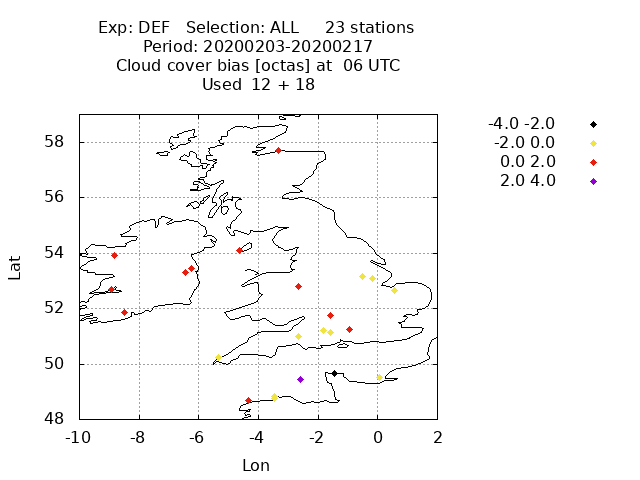 Exp: DEF Selection: ALL 23 stations
Period: 20200203-20200217
Cloud cover bias [octas] at 06 UTC
Used 12 + 18
-4.0 -2.0
-2.0 0.0
0.0 2.0
2.0 4.0
58
56
54
52
50
48
Lat
-10 -8 -6 -4 -2 0 2
Lon